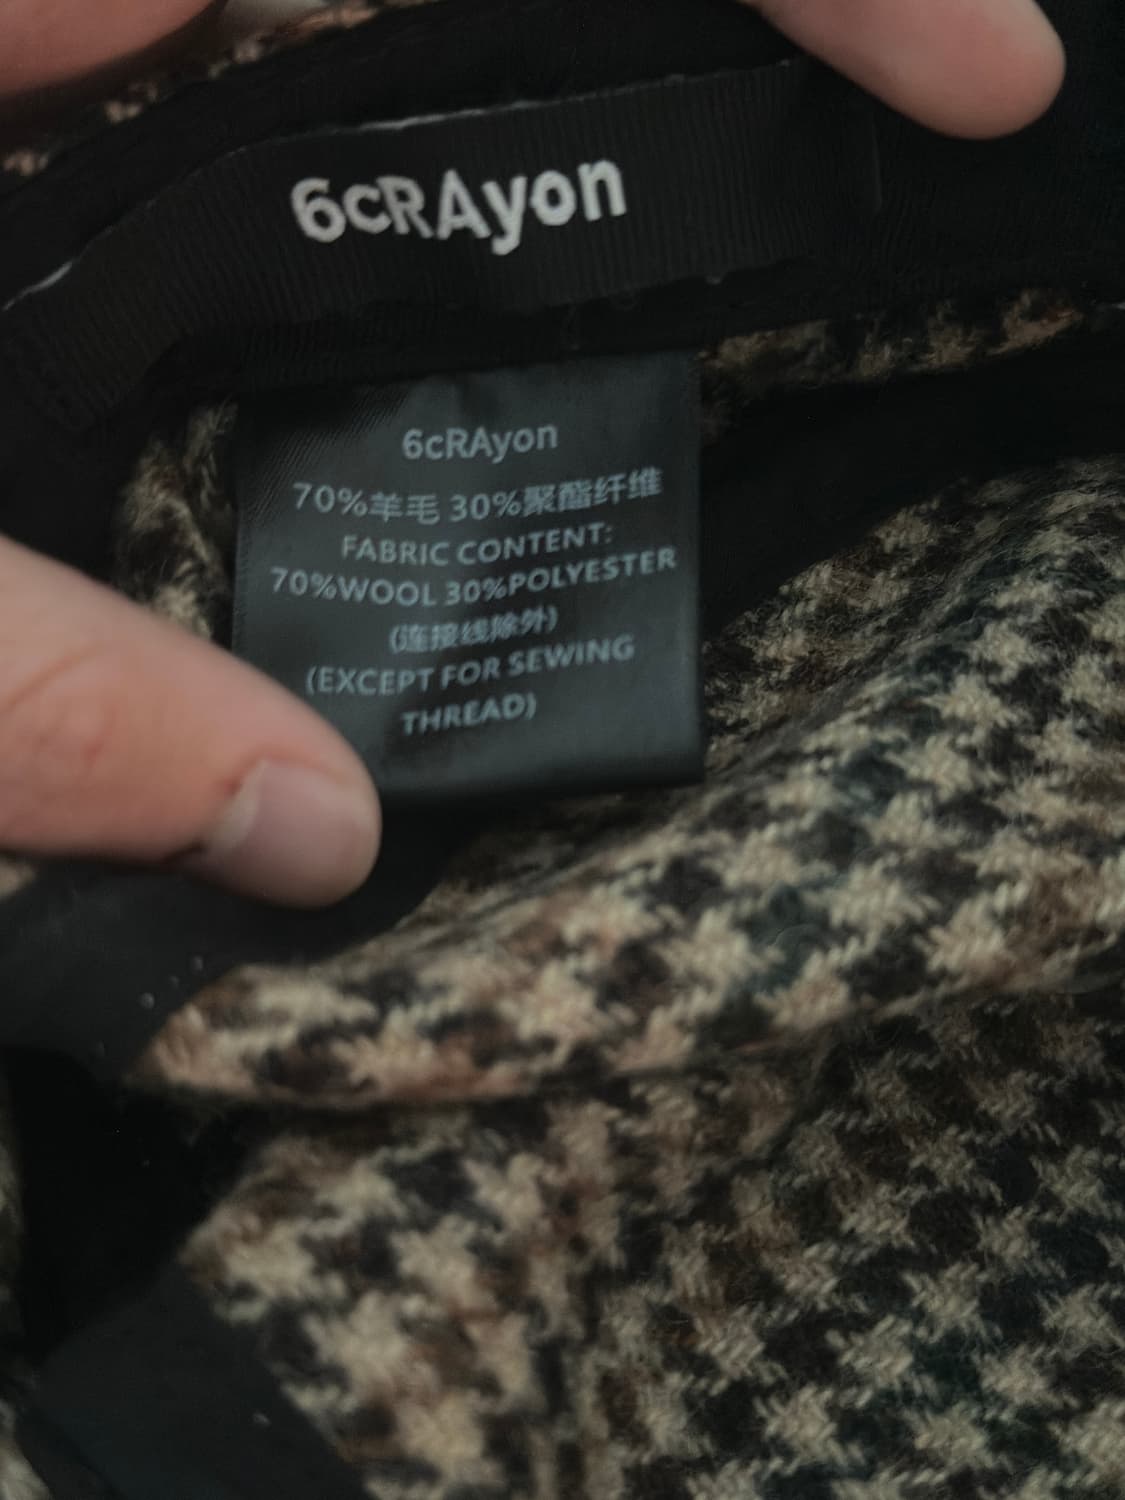 6cRAyon
6cRAyon
70%羊毛 30%聚酯纤维
FABRIC CONTENT:
70%WOOL 30%POLYESTER
(连接线除外)
(EXCEPT FOR SEWING
THREAD)